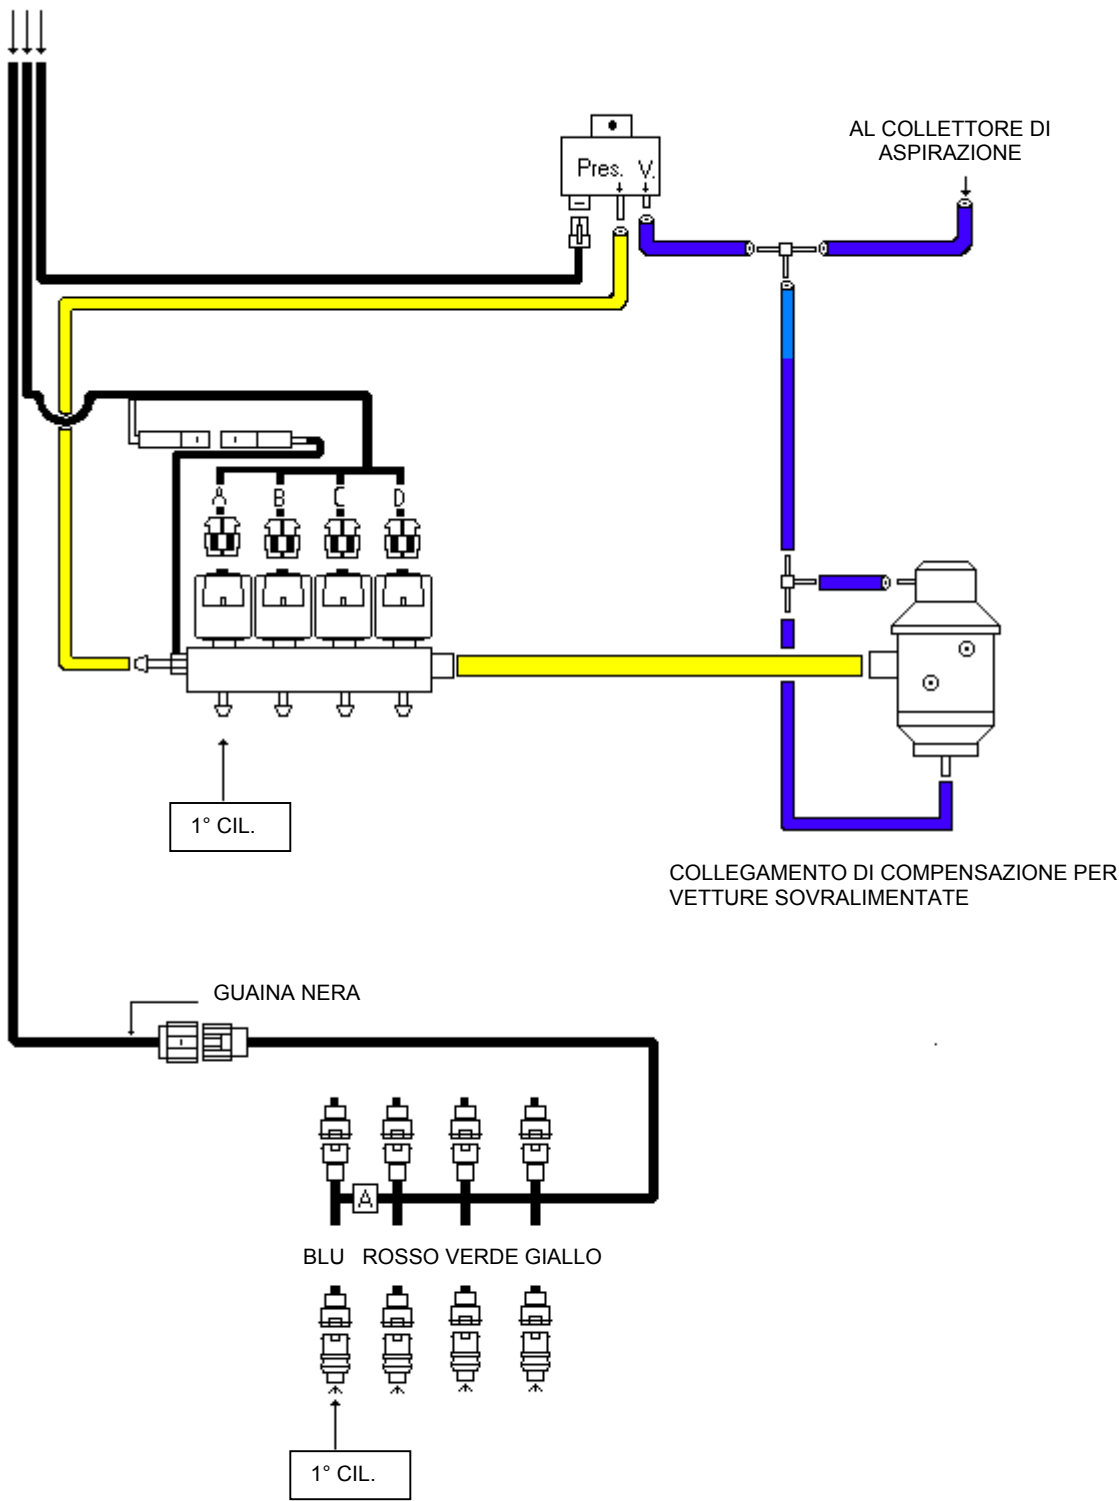 AL COLLETTORE DI
ASPIRAZIONE
Pres. V.
A B C D
1° CIL.
COLLEGAMENTO DI COMPENSAZIONE PER
VETTURE SOVRALIMENTATE
GUAINA NERA
A
BLU ROSSO VERDE GIALLO
1° CIL.